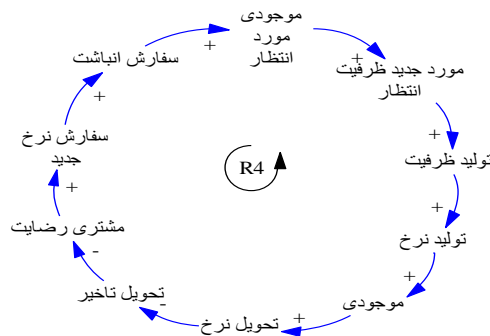 موجودی
مورد
انتظار
+
مورد جدید ظرفیت
انتظار
+
تولید ظرفیت
+
تولید نرخ
+
موجودی
+
تحویل نرخ
+
تحویل تاخیر
-
مشتری رضایت
-
سفارش نرخ
جدید
+
سفارش انباشت
+
+
R4